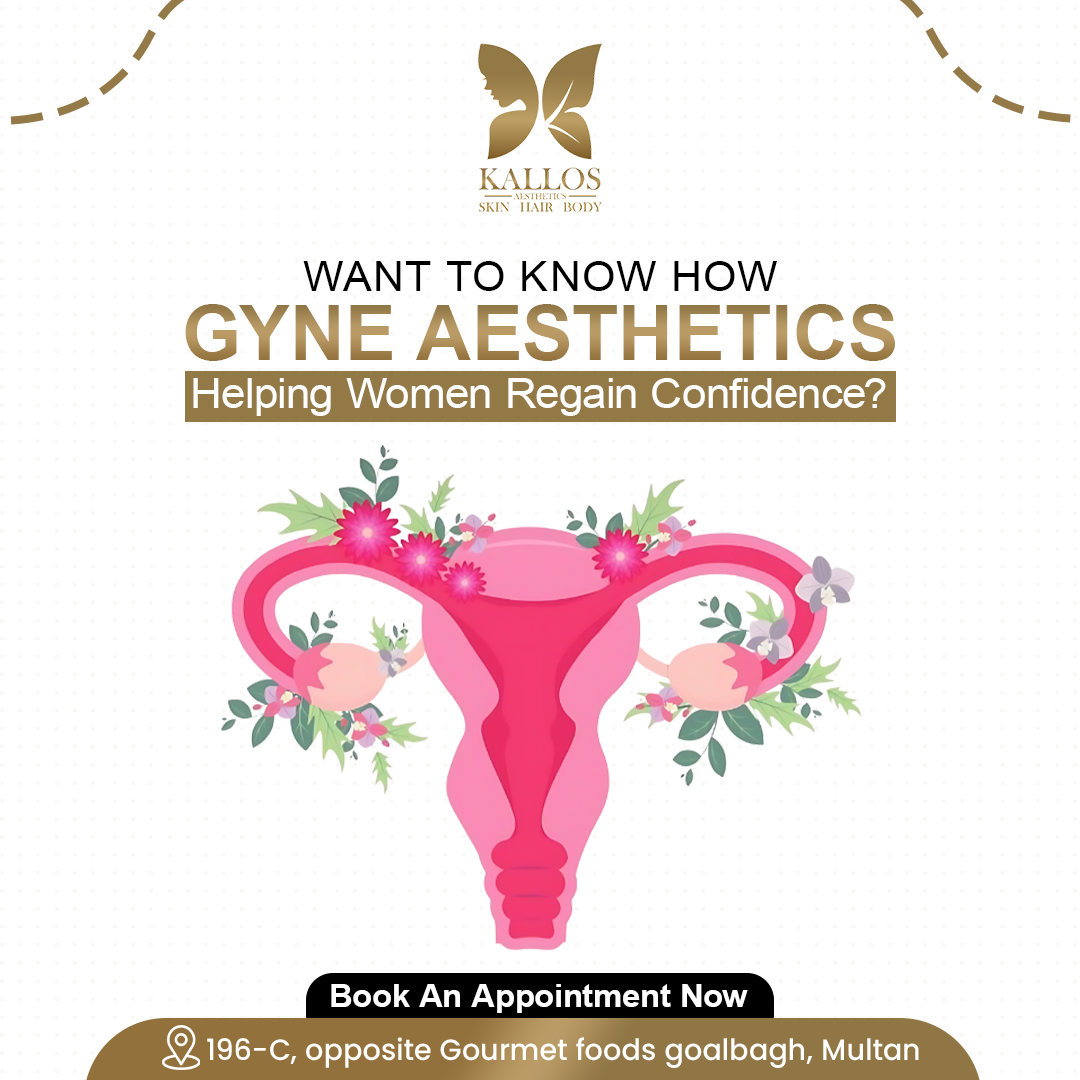 KALLOS
AESTHETICS
SKIN HAIR BODY
WANT TO KNOW HOW
GYNE AESTHETICS
Helping Women Regain Confidence?
Book An Appointment Now
196-C, opposite Gourmet foods goalbagh, Multan